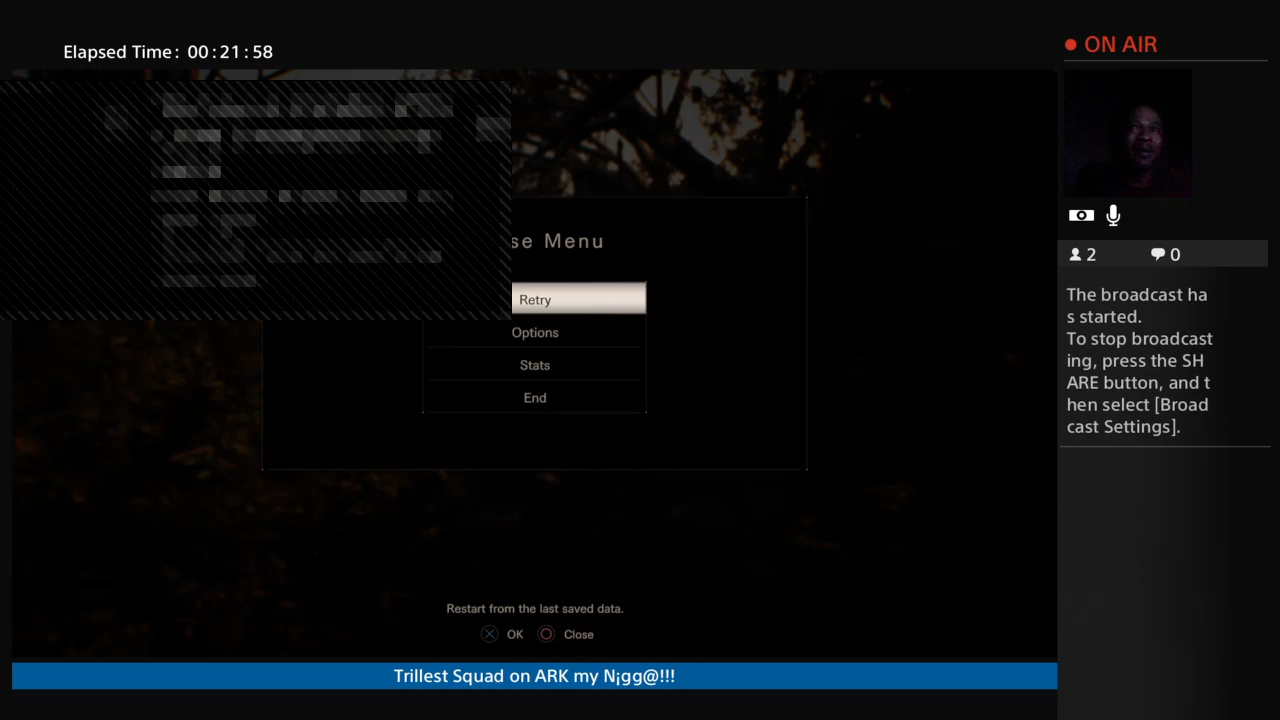 Elapsed Time: 00:21:58
ON AIR
2 0
The broadcast ha
s started.
To stop broadcast
ing, press the SH
ARE button, and t
hen select [Broad
cast Settings].
se Menu
Retry
Options
Stats
End
Restart from the last saved data.
OK Close
Trillest Squad on ARK my N¡gg@!!!